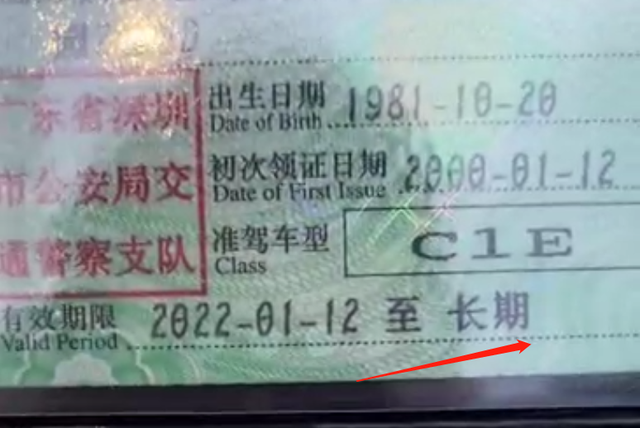 出生日期 1981-10-20
Date of Birth
广东省深圳
初次领证日期 2000-01-12
Date of First Issue
市公安局交
准驾车型 C1E
Class
通警察支队
有效期限 2022-01-12 至 长期
Valid Period